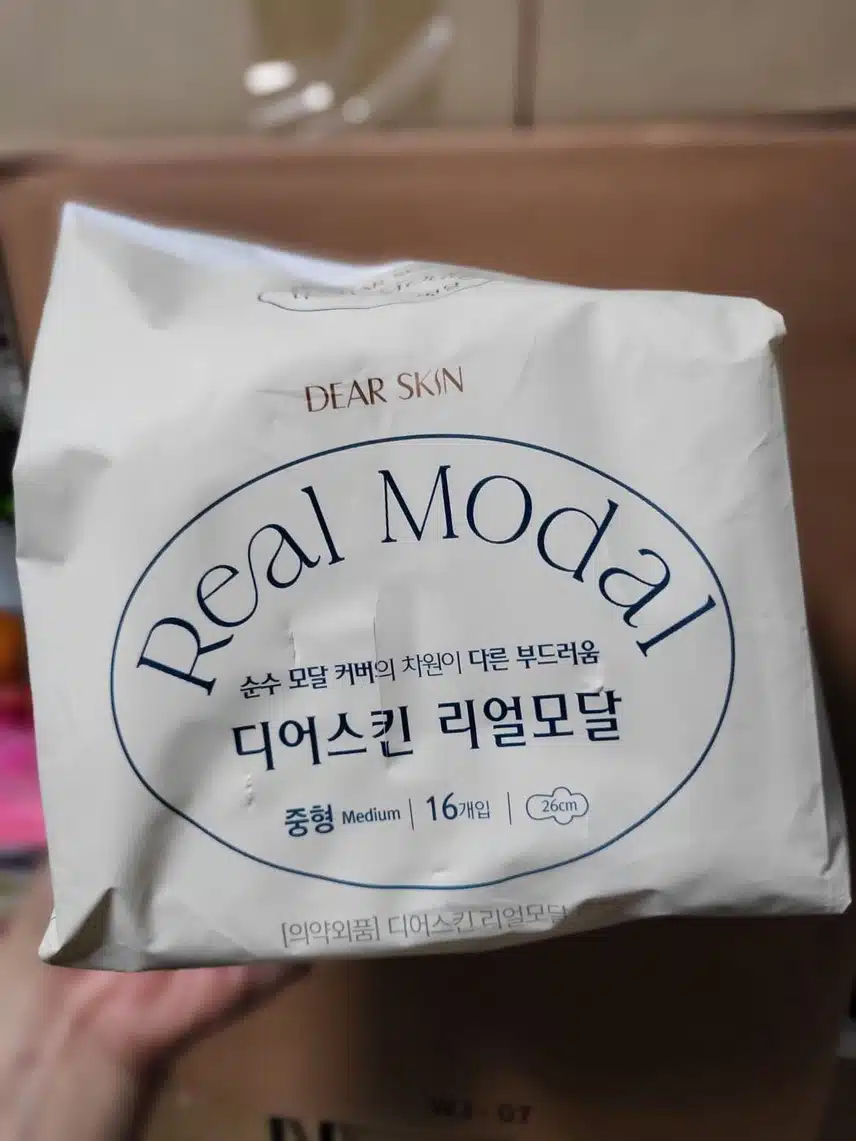 DEAR SKIN
Real Modal
순수 모달 커버의 차원이 다른 부드러움
디어스킨 리얼모달
중형 Medium | 16개입 | 26cm
[의약외품] 디어스킨 리얼모달
07